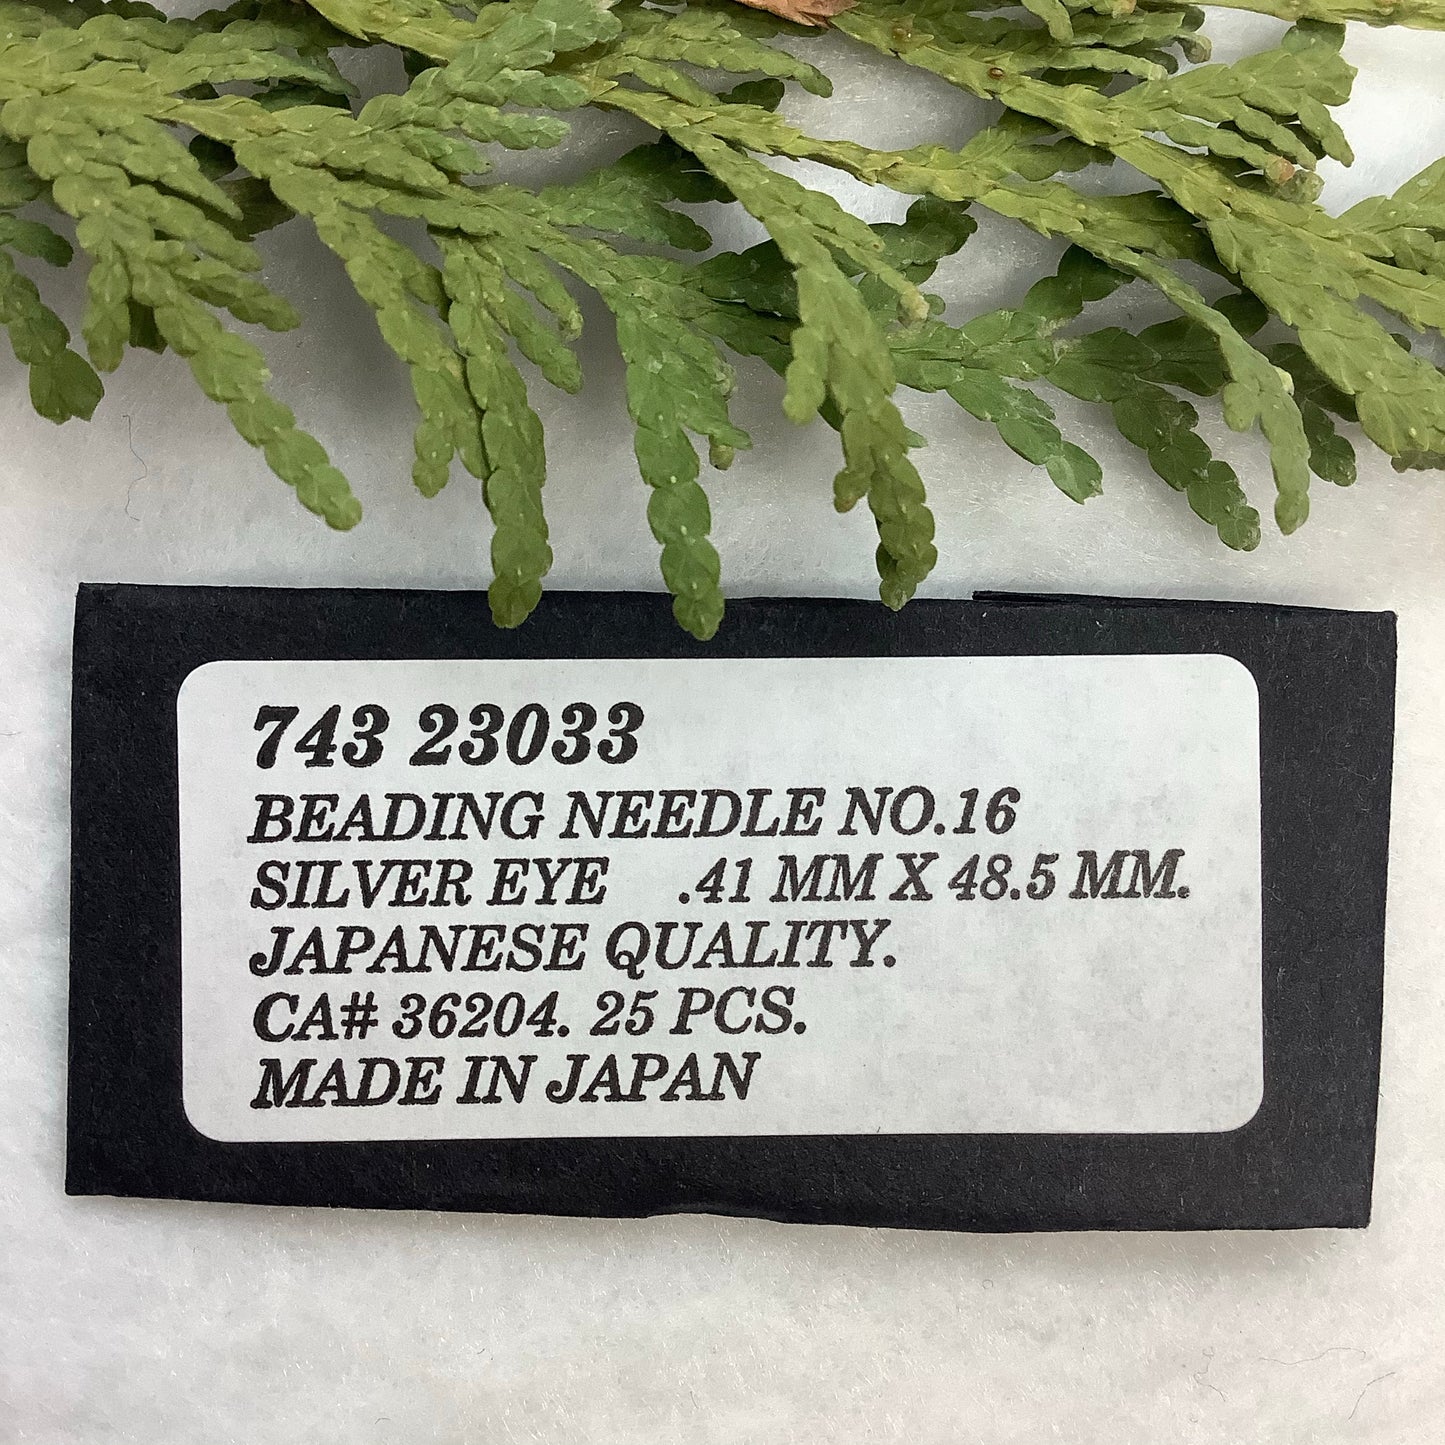 743 23033
BEADING NEEDLE NO.16
SILVER EYE .41 MM X 48.5 MM.
JAPANESE QUALITY.
CA# 36204. 25 PCS.
MADE IN JAPAN